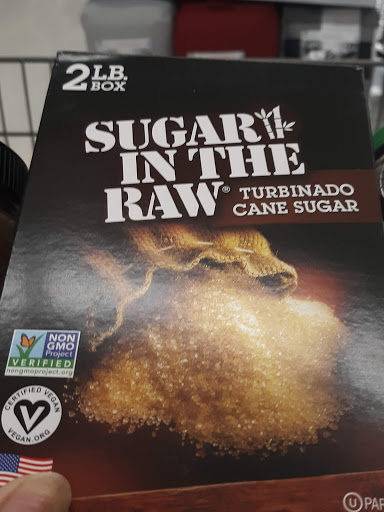 2 LB.
BOX
SUGAR
IN THE
RAW®
TURBINADO
CANE SUGAR
NON
GMO
Project
VERIFIED
nongmoproject.org
CERTIFIED VEGAN
V
VEGAN.ORG
U PAR